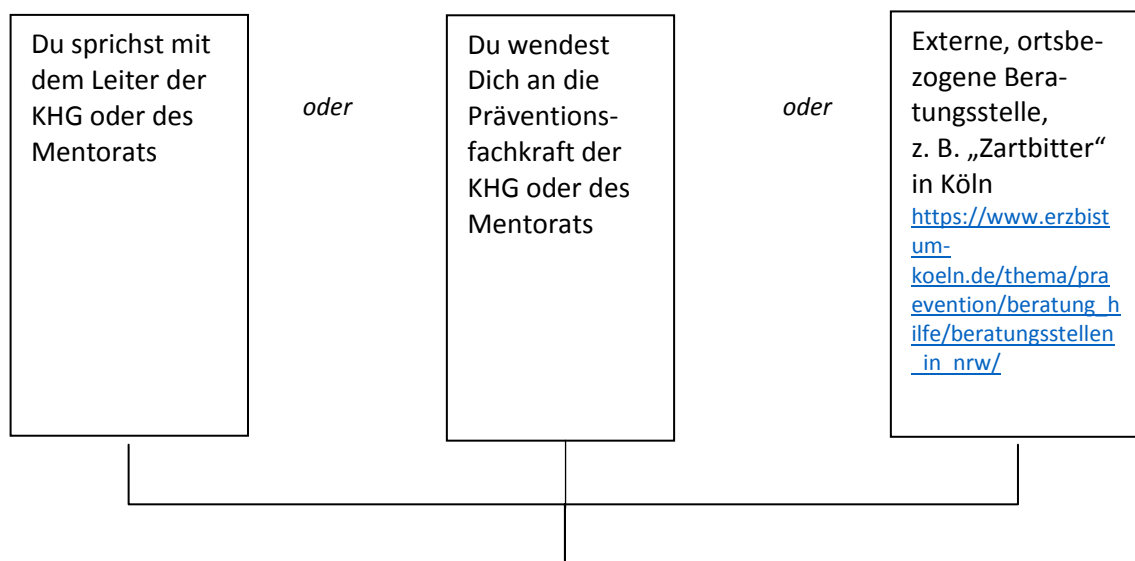 Du sprichst mit
dem Leiter der
KHG oder des
Mentorats
oder
Du wendest
Dich an die
Präventions-
fachkraft der
KHG oder des
Mentorats
oder
Externe, ortsbe-
zogene Bera-
tungsstelle,
z. B. „Zartbitter“
in Köln
https://www.erzbist
um-
koeln.de/thema/pra
evention/beratung_h
ilfe/beratungsstellen
_in_nrw/